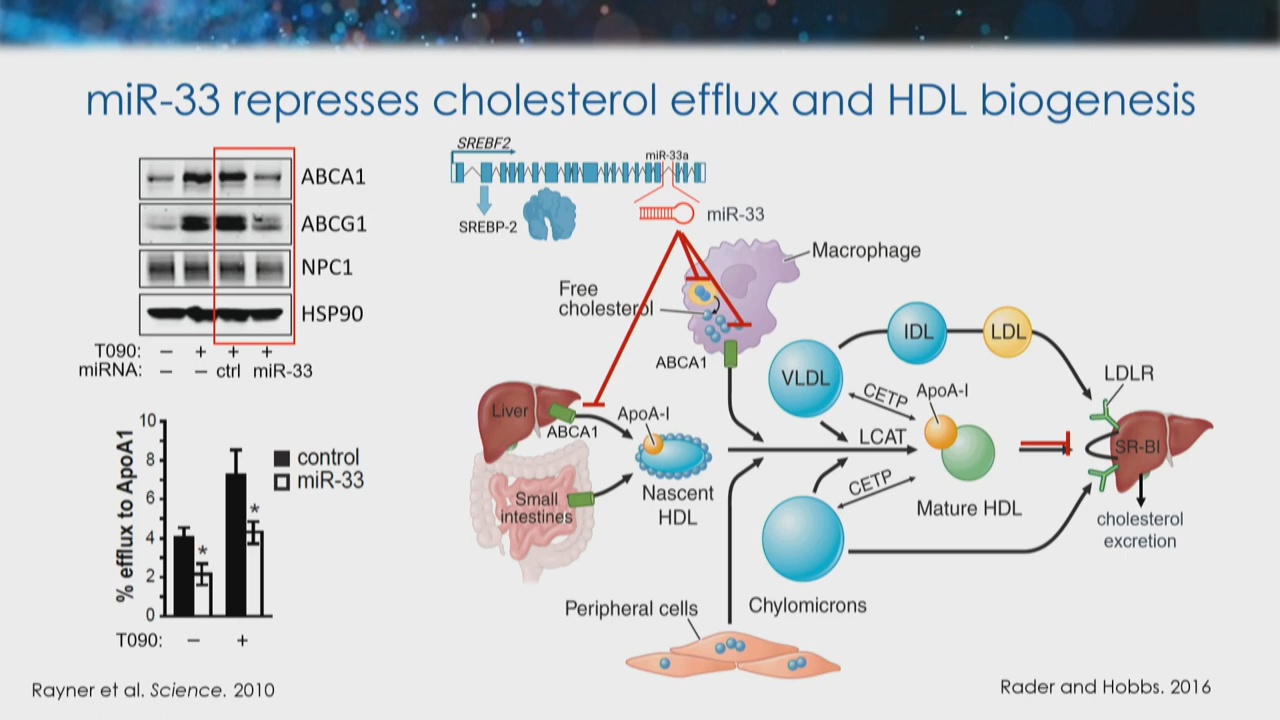 miR-33 represses cholesterol efflux and HDL biogenesis
ABCA1
ABCG1
NPC1
HSP90
T090: – + + +
miRNA: – – ctrl miR-33
% efflux to ApoA1
10
8
6
4
2
0
control
miR-33
*
*
T090: – +
Rayner et al. Science. 2010
SREBF2
miR-33a
SREBP-2
miR-33
Macrophage
Free
cholesterol
ABCA1
IDL
LDL
VLDL
CETP
ApoA-I
LDLR
Liver
ABCA1
ApoA-I
LCAT
SR-BI
Small
intestines
Nascent
HDL
CETP
Mature HDL
cholesterol
excretion
Peripheral cells
Chylomicrons
Rader and Hobbs. 2016